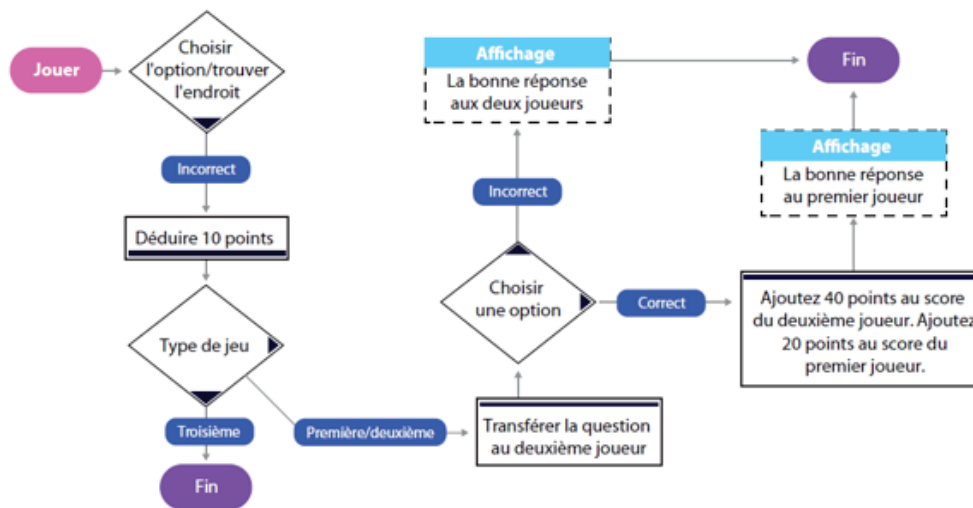 Jouer
Choisir
l'option/trouver
l'endroit
Incorrect
Déduire 10 points
Type de jeu
Troisième
Fin
Première/deuxième
Transférer la question
au deuxième joueur
Choisir
une option
Incorrect
Affichage
La bonne réponse
aux deux joueurs
Correct
Ajoutez 40 points au score
du deuxième joueur. Ajoutez
20 points au score du
premier joueur.
Affichage
La bonne réponse
au premier joueur
Fin